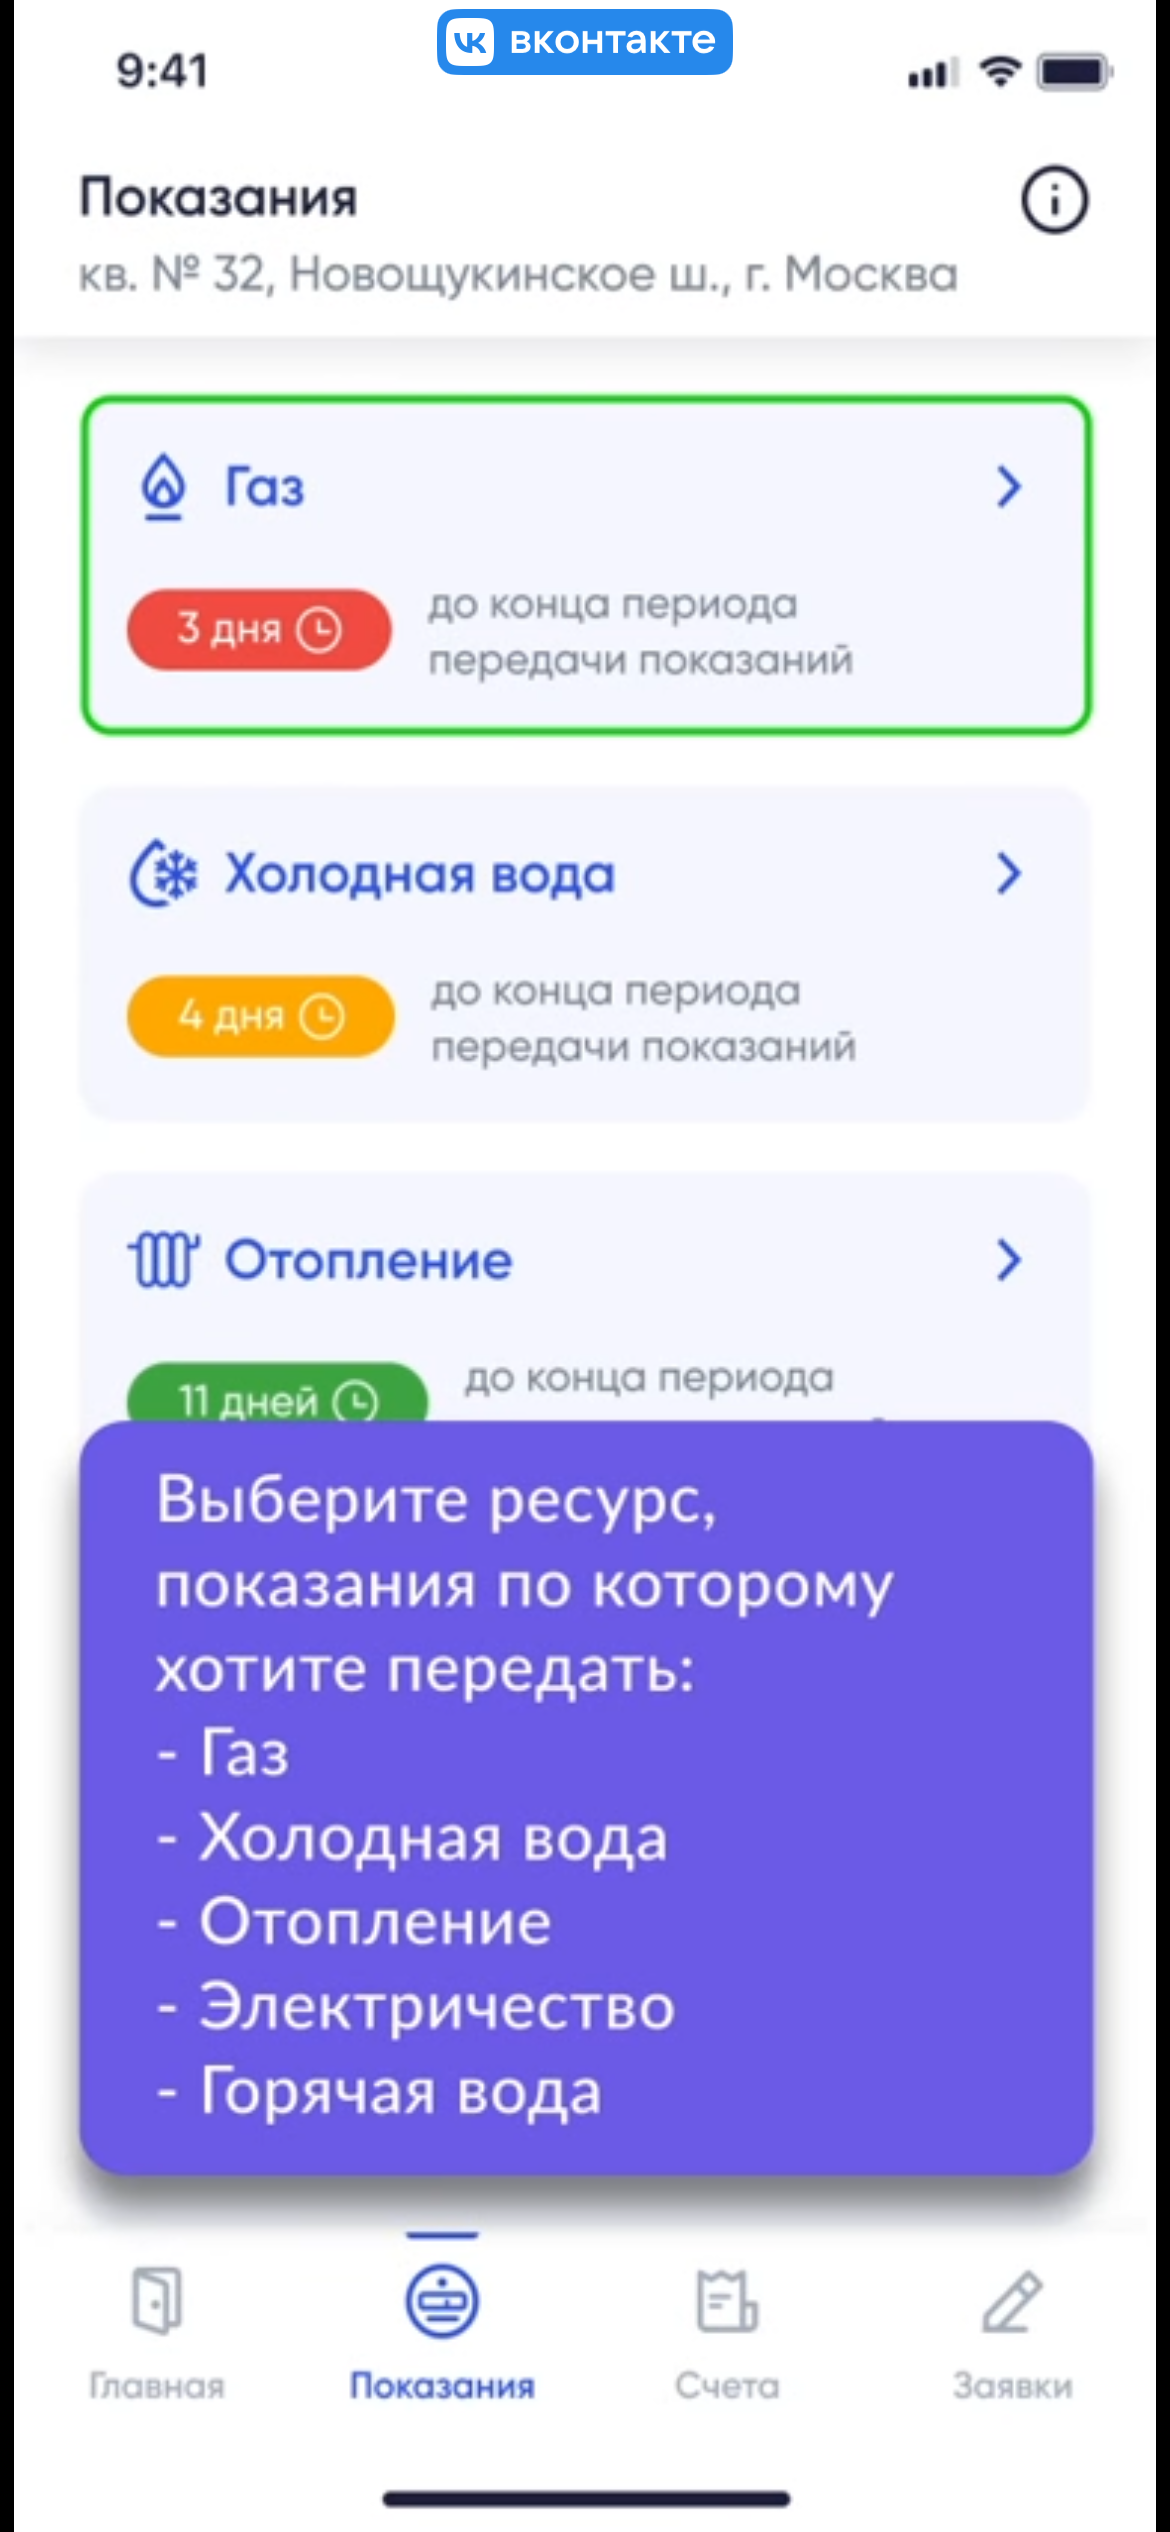 вконтакте
9:41
Показания
кв. № 32, Новощукинское ш., г. Москва
Газ
3 дня
до конца периода
передачи показаний
Холодная вода
4 дня
до конца периода
передачи показаний
Отопление
11 дней
до конца периода
Выберите ресурс,
показания по которому
хотите передать:
- Газ
- Холодная вода
- Отопление
- Электричество
- Горячая вода
Главная
Показания
Счета
Заявки